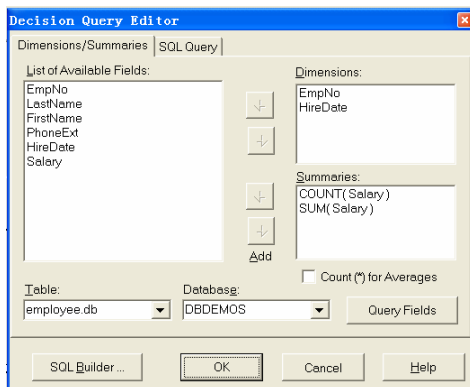 Decision Query Editor
Dimensions/Summaries
SQL Query
List of Available Fields:
EmpNo
LastName
FirstName
PhoneExt
HireDate
Salary
Dimensions:
EmpNo
HireDate
Summaries:
COUNT(Salary)
SUM(Salary)
Add
Count (*) for Averages
Table:
employee.db
Database:
DBDEMOS
Query Fields
SQL Builder ...
OK
Cancel
Help